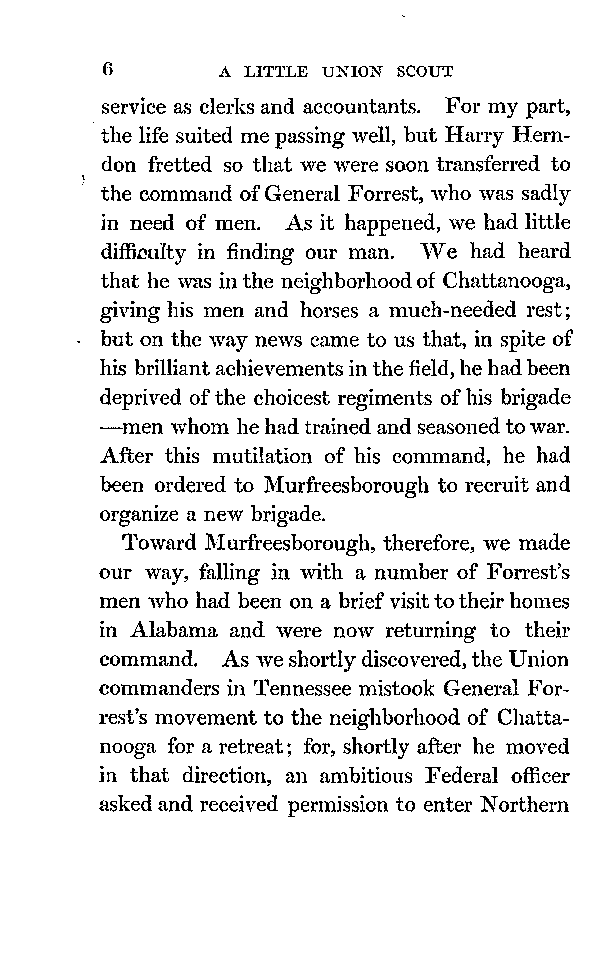 6 A LITTLE UNION SCOUT
service as clerks and accountants. For my part,
the life suited me passing well, but Harry Hern-
don fretted so that we were soon transferred to
the command of General Forrest, who was sadly
in need of men. As it happened, we had little
difficulty in finding our man. We had heard
that he was in the neighborhood of Chattanooga,
giving his men and horses a much-needed rest;
but on the way news came to us that, in spite of
his brilliant achievements in the field, he had been
deprived of the choicest regiments of his brigade
—men whom he had trained and seasoned to war.
After this mutilation of his command, he had
been ordered to Murfreesborough to recruit and
organize a new brigade.
Toward Murfreesborough, therefore, we made
our way, falling in with a number of Forrest's
men who had been on a brief visit to their homes
in Alabama and were now returning to their
command. As we shortly discovered, the Union
commanders in Tennessee mistook General For-
rest's movement to the neighborhood of Chatta-
nooga for a retreat; for, shortly after he moved
in that direction, an ambitious Federal officer
asked and received permission to enter Northern